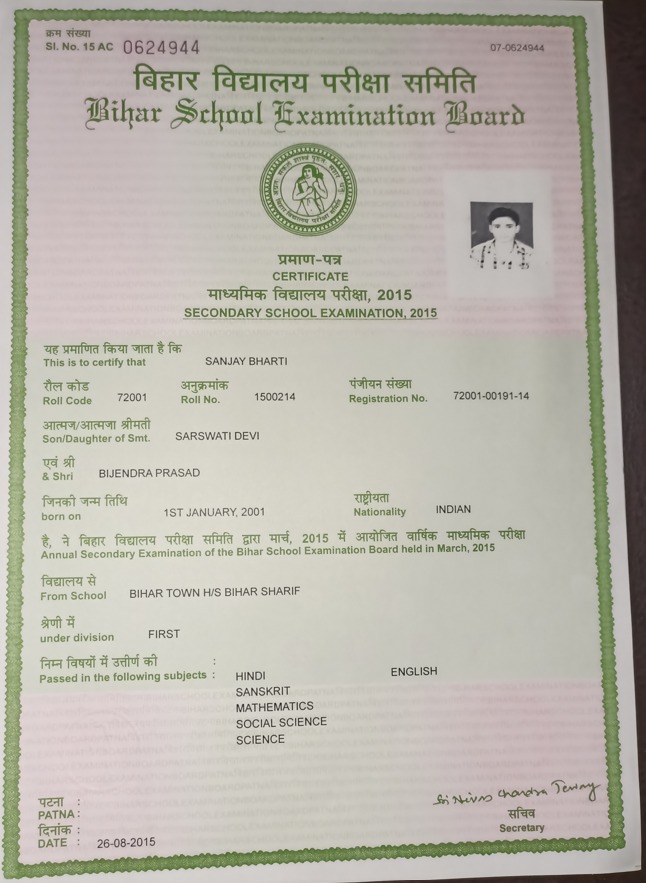 क्रम संख्या
Sl. No. 15 AC 0624944 07-0624944
बिहार विद्यालय परीक्षा समिति
Bihar School Examination Board
प्रमाण-पत्र
CERTIFICATE
माध्यमिक विद्यालय परीक्षा, 2015
SECONDARY SCHOOL EXAMINATION, 2015
यह प्रमाणित किया जाता है कि
This is to certify that SANJAY BHARTI
रौल कोड अनुक्रमांक पंजीयन संख्या
Roll Code 72001 Roll No. 1500214 Registration No. 72001-00191-14
आत्मज/आत्मजा श्रीमती
Son/Daughter of Smt. SARSWATI DEVI
एवं श्री
& Shri BIJENDRA PRASAD
जिनकी जन्म तिथि राष्ट्रीयता
born on 1ST JANUARY, 2001 Nationality INDIAN
है, ने बिहार विद्यालय परीक्षा समिति द्वारा मार्च, 2015 में आयोजित वार्षिक माध्यमिक परीक्षा
Annual Secondary Examination of the Bihar School Examination Board held in March, 2015
विद्यालय से
From School BIHAR TOWN H/S BIHAR SHARIF
श्रेणी में
under division FIRST
निम्न विषयों में उत्तीर्ण की :
Passed in the following subjects : HINDI ENGLISH
SANSKRIT
MATHEMATICS
SOCIAL SCIENCE
SCIENCE
पटना :
PATNA :
दिनांक :
DATE : 26-08-2015
सचिव
Secretary